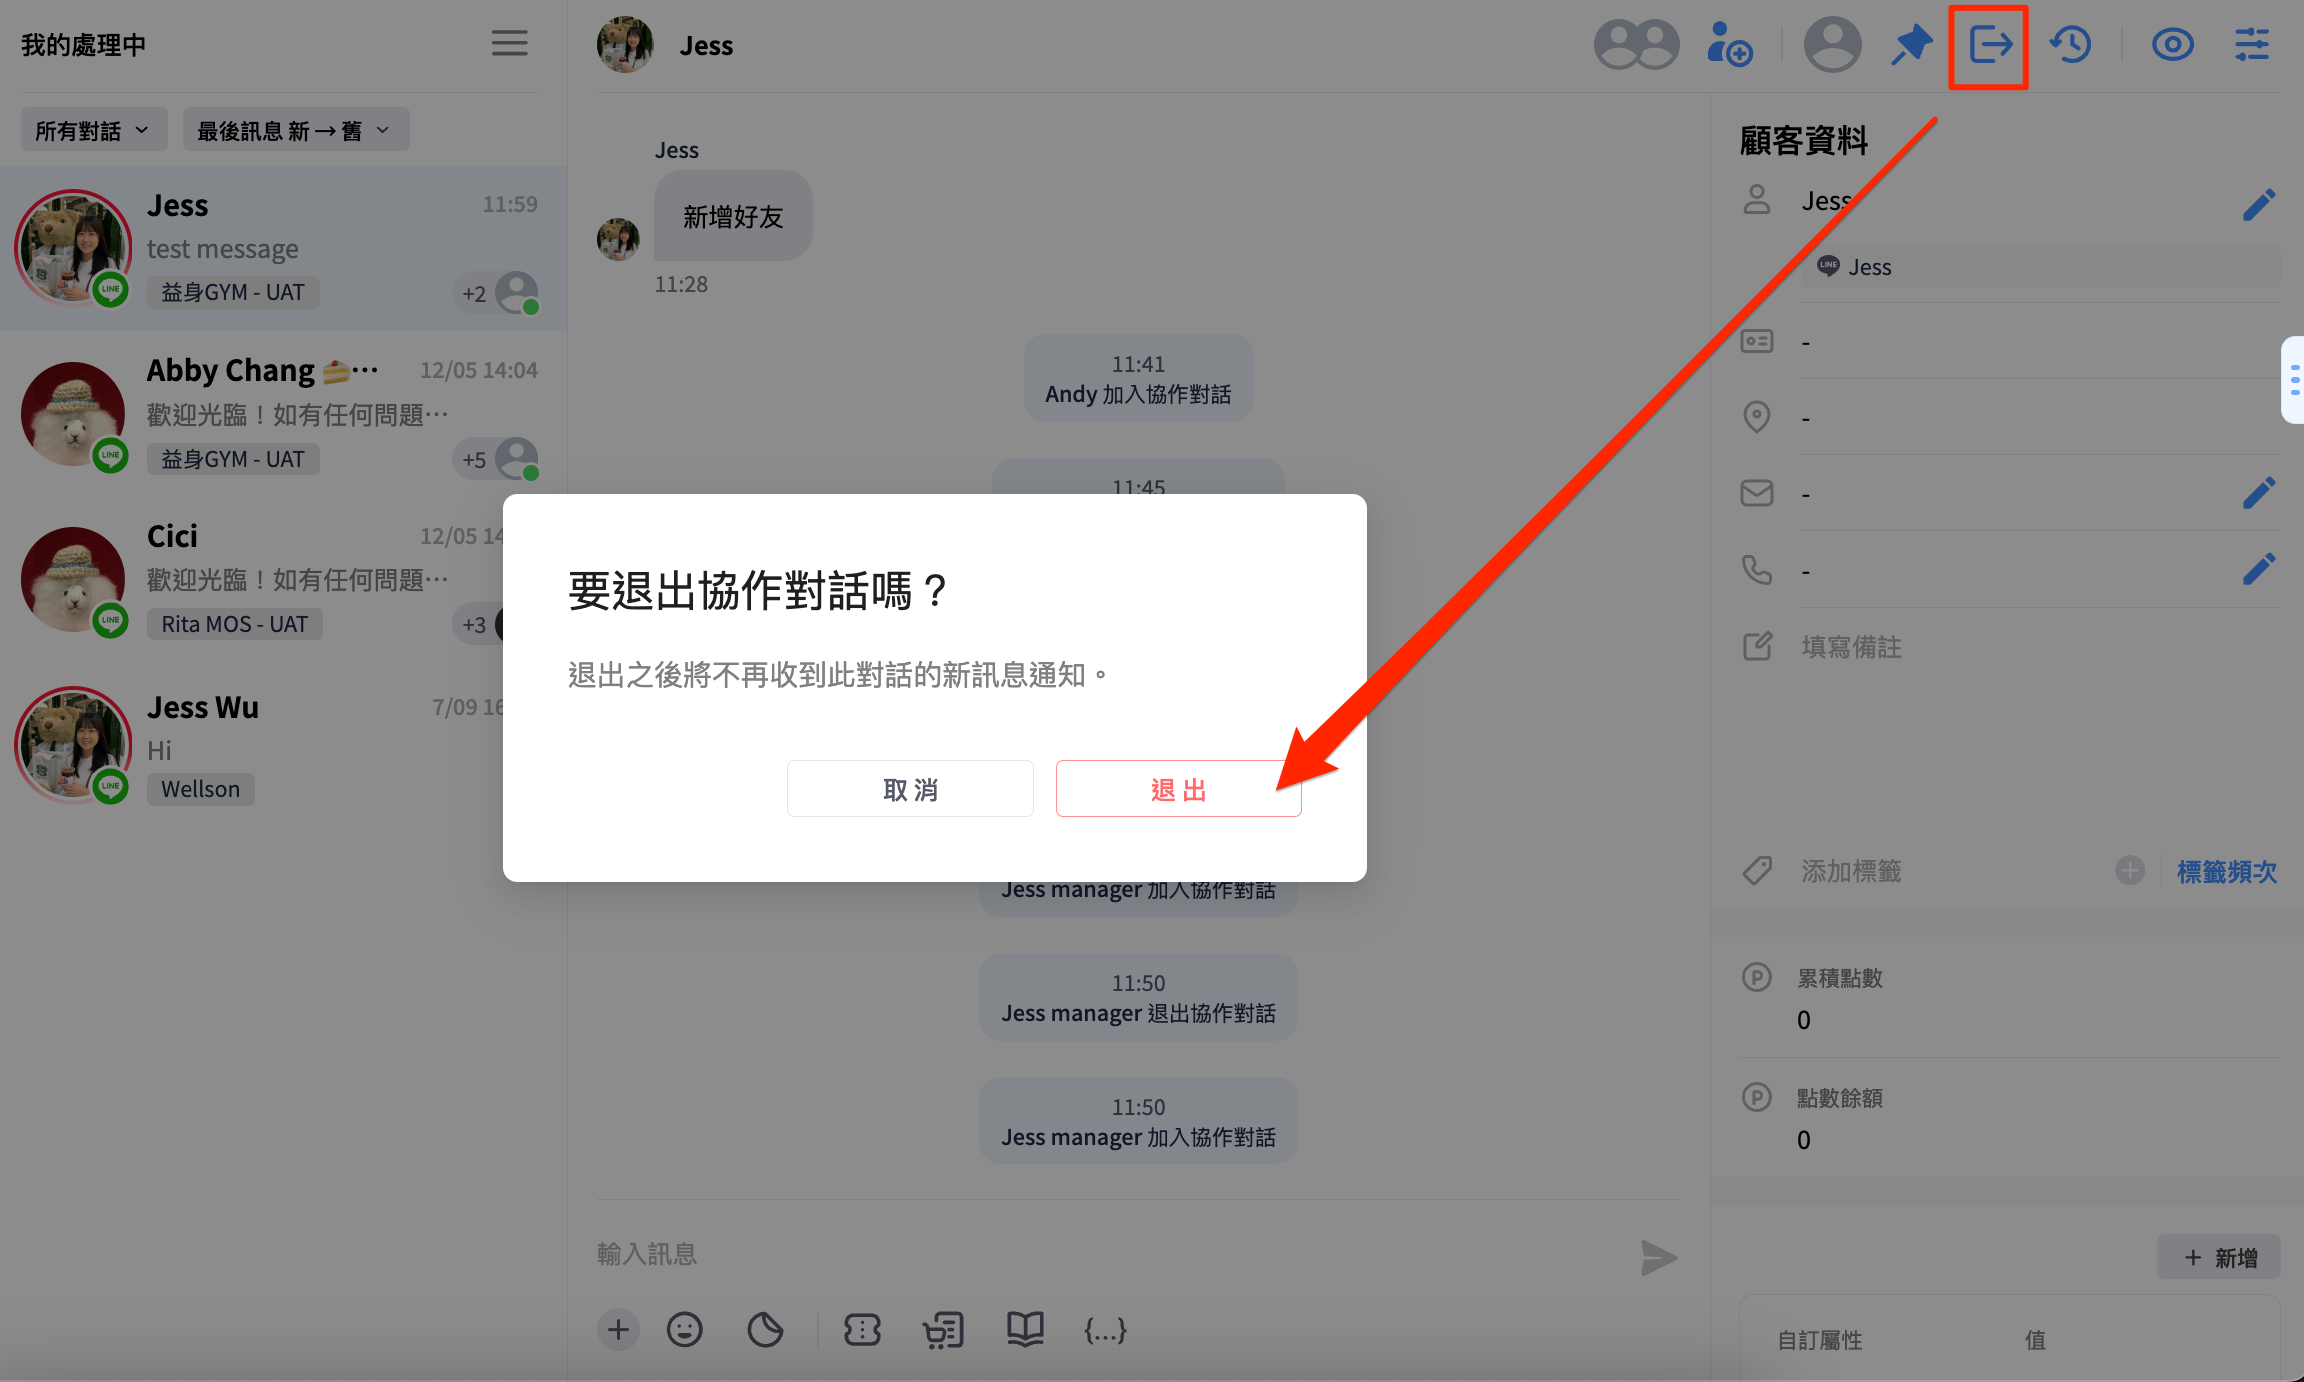 我的處理中
所有對話
最後訊息 新 → 舊
Jess
11:59
test message
益身GYM - UAT
+2
Abby Chang 🍰…
12/05 14:04
歡迎光臨！如有任何問題…
益身GYM - UAT
+5
Cici
12/05 14
歡迎光臨！如有任何問題…
Rita MOS - UAT
+3
Jess Wu
7/09 16
Hi
Wellson
LINE
LINE
LINE
LINE
Jess
Jess
新增好友
11:28
11:41
Andy 加入協作對話
11:45
要退出協作對話嗎？
退出之後將不再收到此對話的新訊息通知。
取 消
退 出
Jess manager 加入協作對話
11:50
Jess manager 退出協作對話
11:50
Jess manager 加入協作對話
輸入訊息
{...}
顧客資料
Jess
LINE Jess
-
-
-
-
填寫備註
添加標籤
標籤頻次
P 累積點數
0
P 點數餘額
0
+ 新增
自訂屬性
值